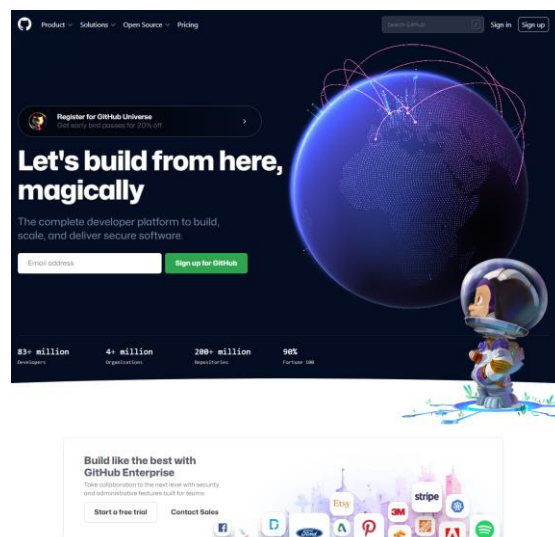 Product
Solutions
Open Source
Pricing
Search GitHub
/
Sign in
Sign up
Register for GitHub Universe
Get early bird passes for 20% off
Let's build from here,
magically
The complete developer platform to build,
scale, and deliver secure software.
Email address
Sign up for GitHub
83+ million
4+ million
200+ million
90%
Developers
Organizations
Repositories
Fortune 100
Build like the best with
GitHub Enterprise
Take collaboration to the next level with security
and administrative features built for teams.
Start a free trial
Contact Sales
Etsy
3M
stripe
Ford